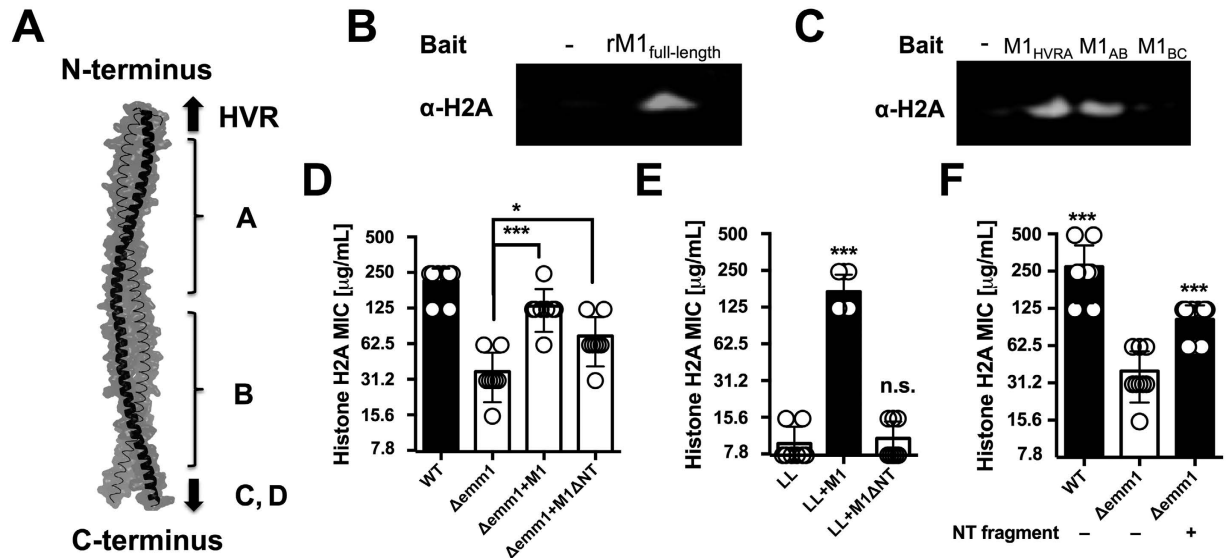 A
N-terminus
HVR
A
B
C, D
C-terminus
B
Bait - rM1full-length
α-H2A
C
Bait - M1HVRA M1AB M1BC
α-H2A
D
Histone H2A MIC [µg/mL]
500
250
125
62.5
31.2
15.6
7.8
*
***
WT
Δemm1
Δemm1+M1
Δemm1+M1ΔNT
E
Histone H2A MIC [µg/mL]
500
250
125
62.5
31.2
15.6
7.8
***
n.s.
LL
LL+M1
LL+M1ΔNT
F
Histone H2A MIC [µg/mL]
500
250
125
62.5
31.2
15.6
7.8
***
***
WT
Δemm1
Δemm1
NT fragment – – +